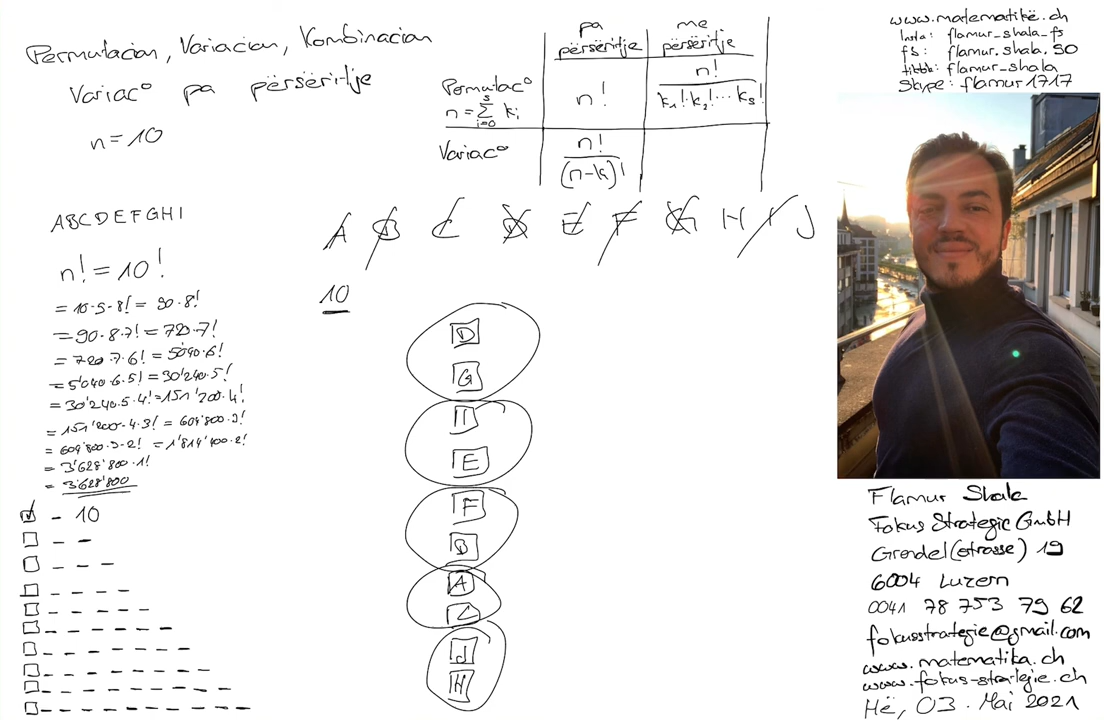 Permutacion, Variacion, Kombinacion
Variac° pa përsëritje
n = 10
pa përsëritje
me përsëritje
Permutac°
n = Σ ki
s
i=0
n!
n!
k1! · k2! ··· ks!
Variac°
n!
(n-k)!
www.matematikë.ch
Insta: flamur_shala_fs
fb: flamur.shala.50
flamur_shala
Skype: flamur1717
ABCDEFGHI
A B C D E F G H I J
n! = 10!
= 10·9·8! = 90·8!
= 90·8·7! = 720·7!
= 720·7·6! = 5040·6!
= 5'040·6·5! = 30'240·5!
= 30'240·5·4! = 151'200·4!
= 151'200·4·3! = 604'800·3!
= 604'800·3·2! = 1'814'400·2!
= 3'628'800·1!
= 3'628'800
10
D
G
I
E
F
B
A
C
J
H
- 10
Flamur Shala
Fokus Strategie GmbH
Grendel(strasse) 19
6004 Luzern
0041 78 753 79 62
fokusstrategie@gmail.com
www.matematika.ch
www.fokus-strategie.ch
Hë, 03. Mai 2021